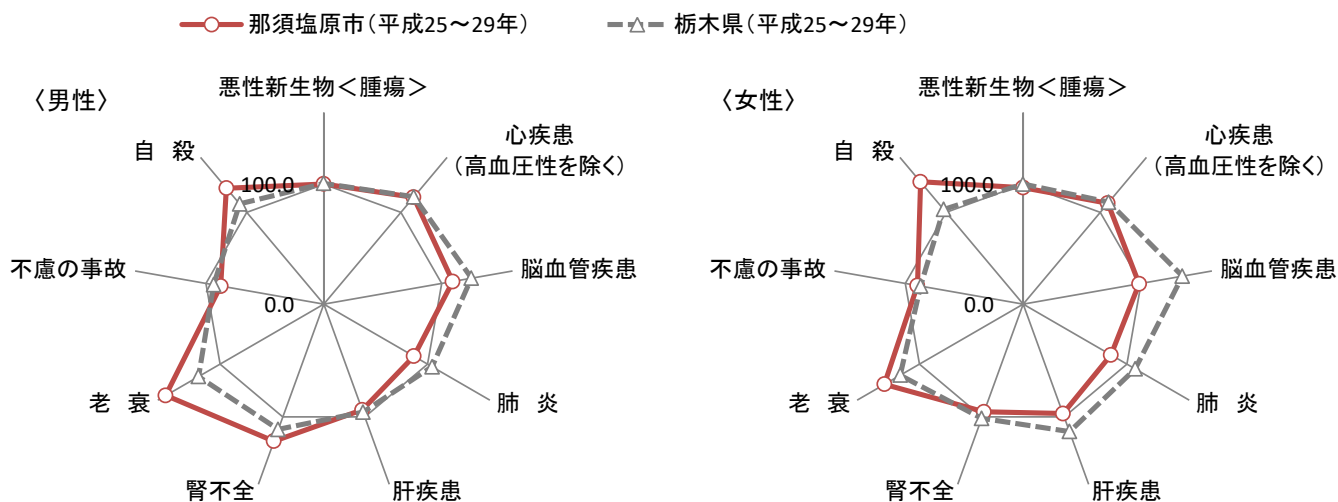 那須塩原市（平成25～29年）
栃木県（平成25～29年）
〈男性〉
悪性新生物＜腫瘍＞
心疾患
（高血圧性を除く）
脳血管疾患
肺　炎
肝疾患
腎不全
老　衰
不慮の事故
自　殺
100.0
0.0
〈女性〉
悪性新生物＜腫瘍＞
心疾患
（高血圧性を除く）
脳血管疾患
肺　炎
肝疾患
腎不全
老　衰
不慮の事故
自　殺
100.0
0.0